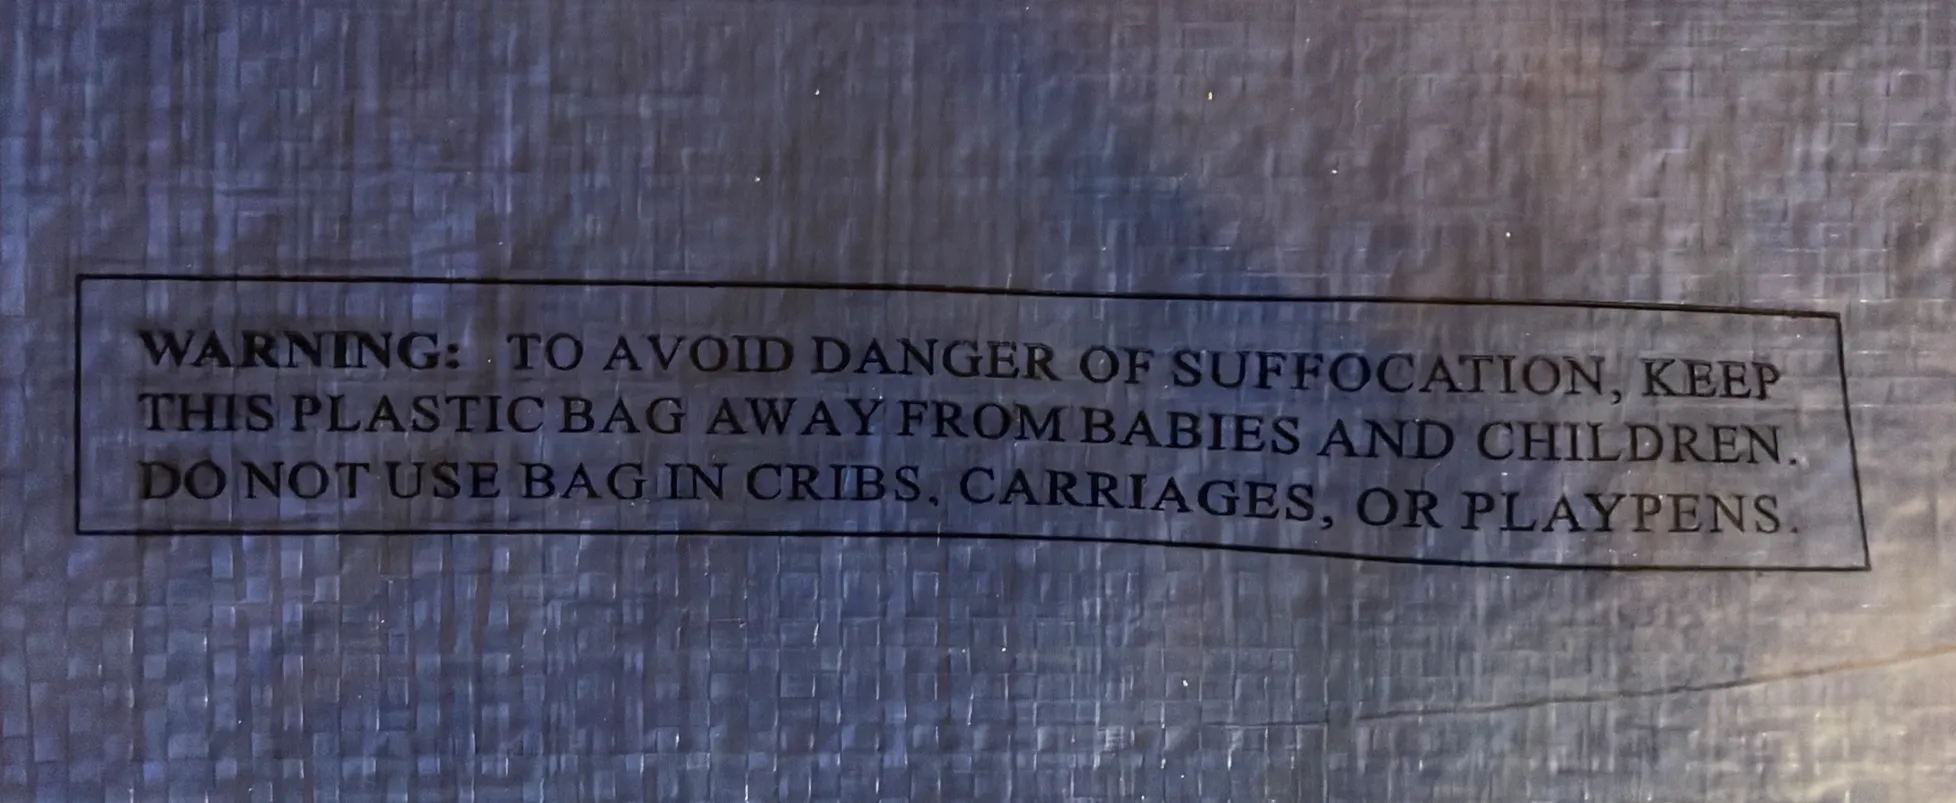 WARNING: TO AVOID DANGER OF SUFFOCATION, KEEP
THIS PLASTIC BAG AWAY FROM BABIES AND CHILDREN.
DO NOT USE BAG IN CRIBS, CARRIAGES, OR PLAYPENS.